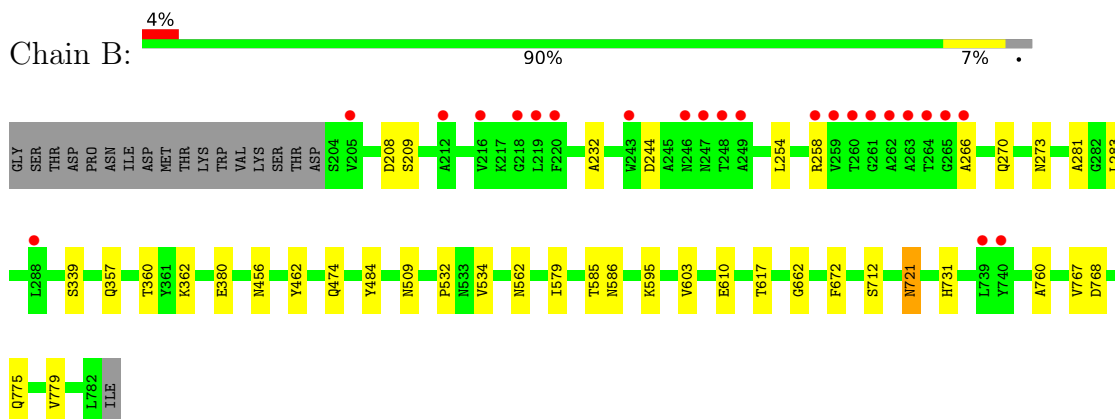 4%
Chain B:
90% 7% •
GLY SER THR ASP PRO ASN ILE ASP MET THR LYS TRP VAL LYS SER THR ASP S204 V205 D208 S209 A212 V216 K217 G218 L219 F220 A232 W243 D244 A245 N246 N247 T248 A249 L254 R258 V259 T260 G261 A262 A263 T264 G265 A266 Q270 N273 A281 G282 L283
L288 S339 Q357 T360 Y361 K362 E380 N456 Y462 Q474 Y484 N509 P532 N533 V534 N562 I579 T585 N586 K595 V603 E610 T617 G662 F672 S712 N721 H731 L739 Y740 A760 V767 D768
Q775 V779 L782 ILE